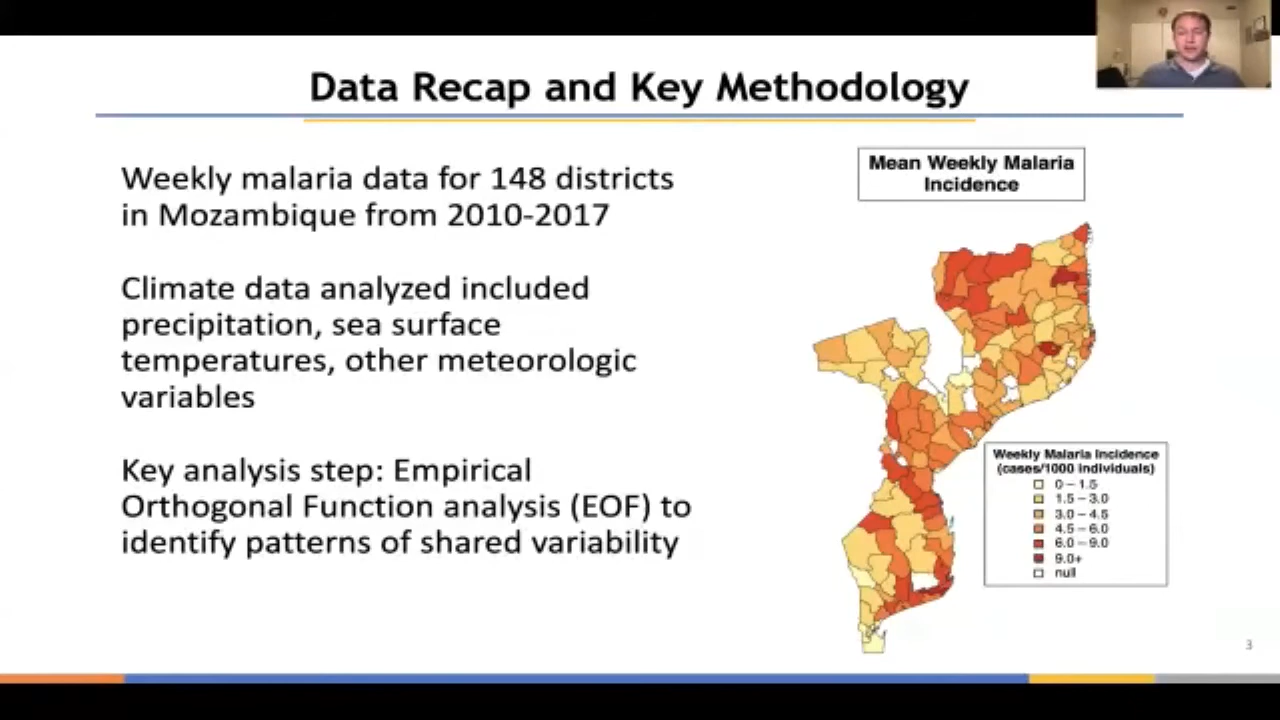 Data Recap and Key Methodology
Weekly malaria data for 148 districts
in Mozambique from 2010-2017
Climate data analyzed included
precipitation, sea surface
temperatures, other meteorologic
variables
Key analysis step: Empirical
Orthogonal Function analysis (EOF) to
identify patterns of shared variability
Mean Weekly Malaria
Incidence
Weekly Malaria Incidence
(cases/1000 individuals)
0 – 1.5
1.5 – 3.0
3.0 – 4.5
4.5 – 6.0
6.0 – 9.0
9.0+
null
3